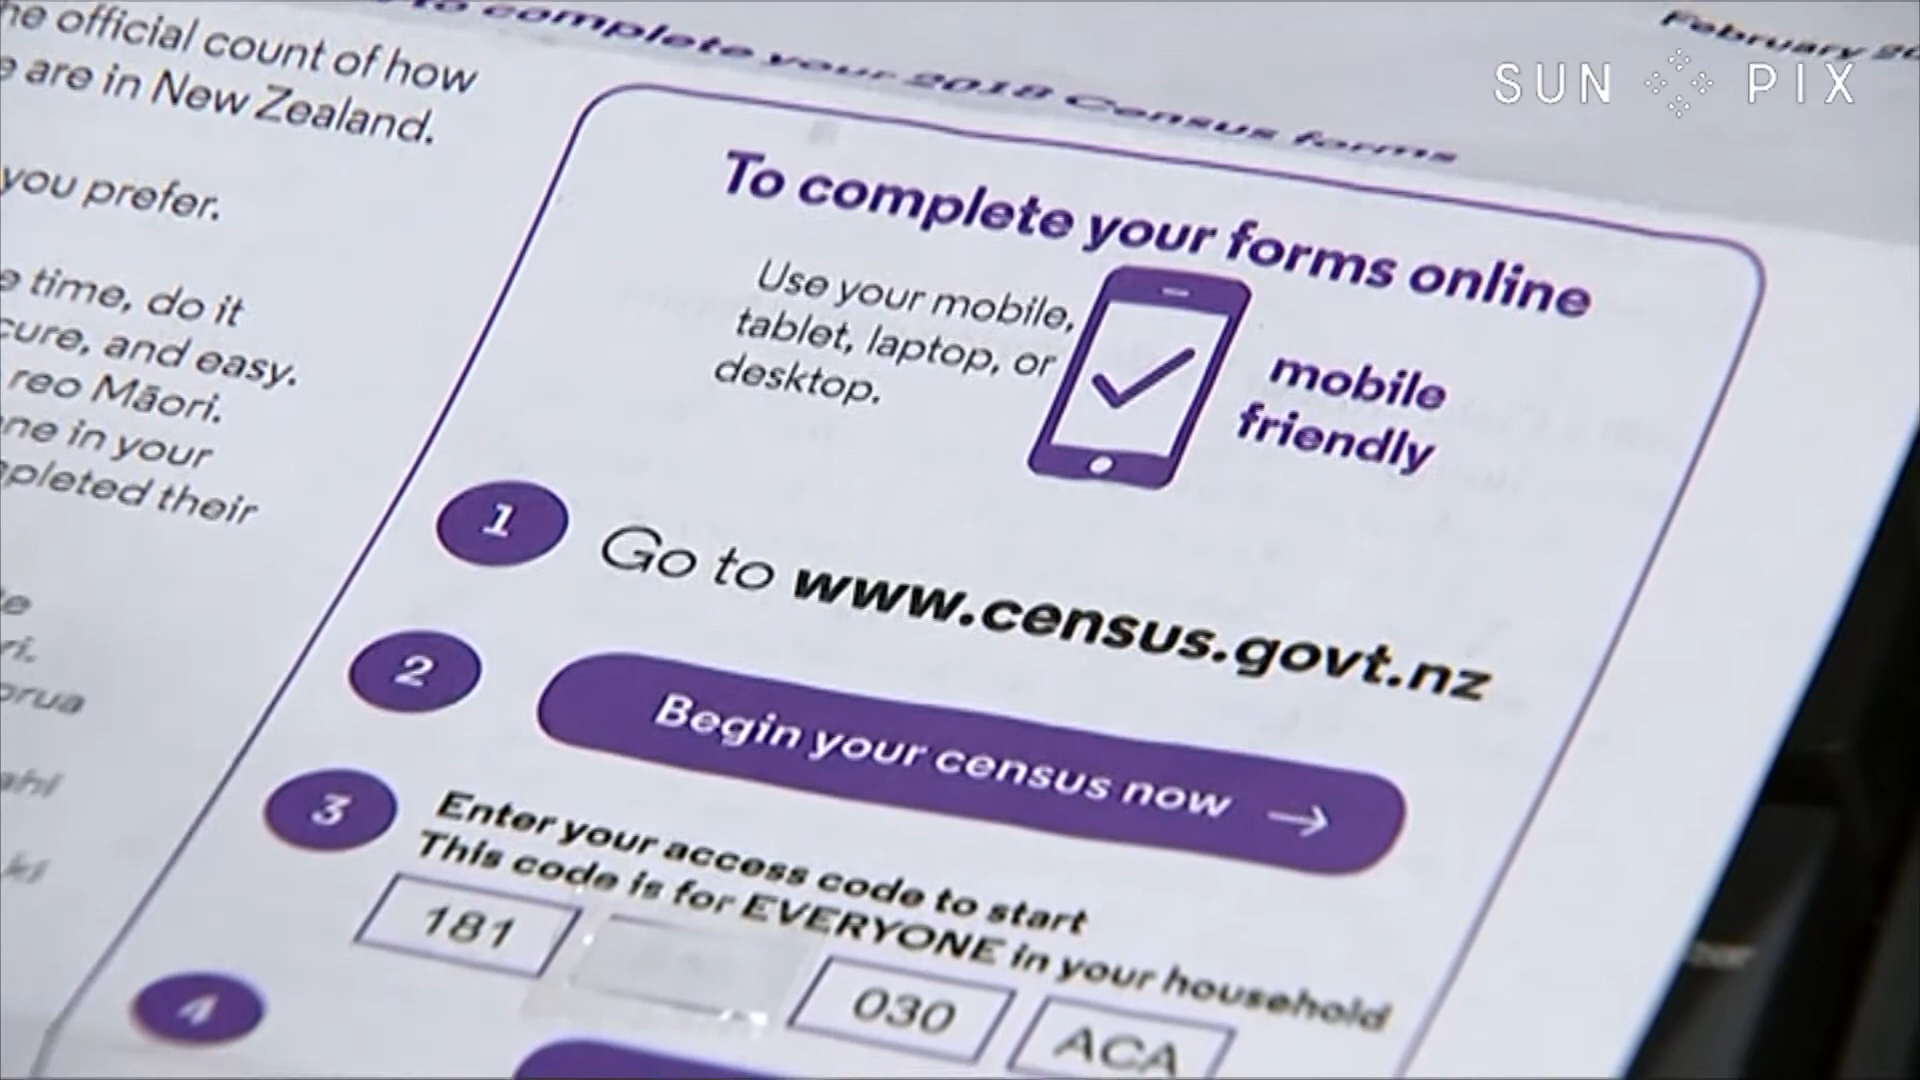 complete your 2018 Census forms
February
SUN PIX
he official count of how
are in New Zealand.
you prefer.
time, do it
cure, and easy.
reo Māori.
in your
pleted their
orua
To complete your forms online
Use your mobile,
tablet, laptop, or
desktop.
mobile
friendly
1
Go to www.census.govt.nz
2
Begin your census now →
3
Enter your access code to start
This code is for EVERYONE in your household
181
030
ACA
4